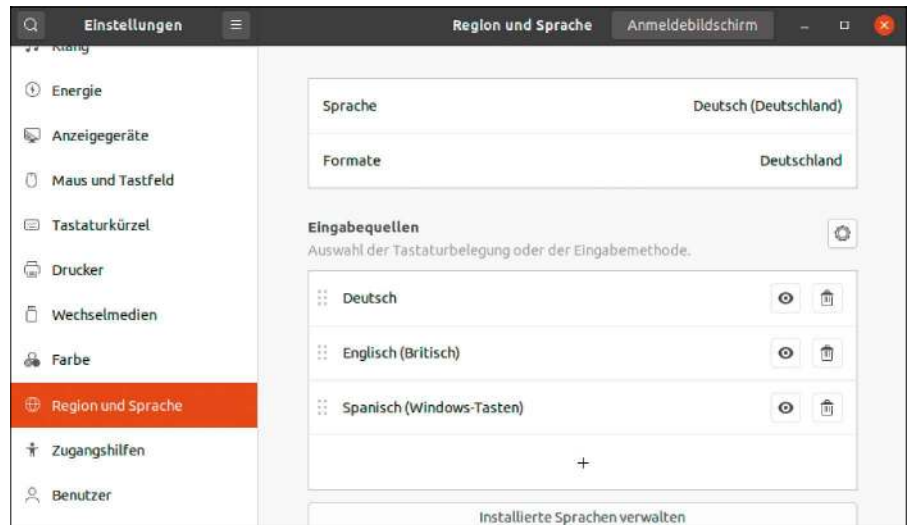 Einstellungen
Region und Sprache
Anmeldebildschirm
Klang
Energie
Anzeigegeräte
Maus und Tastfeld
Tastaturkürzel
Drucker
Wechselmedien
Farbe
Region und Sprache
Zugangshilfen
Benutzer
Sprache Deutsch (Deutschland)
Formate Deutschland
Eingabequellen
Auswahl der Tastaturbelegung oder der Eingabemethode.
Deutsch
Englisch (Britisch)
Spanisch (Windows-Tasten)
+
Installierte Sprachen verwalten